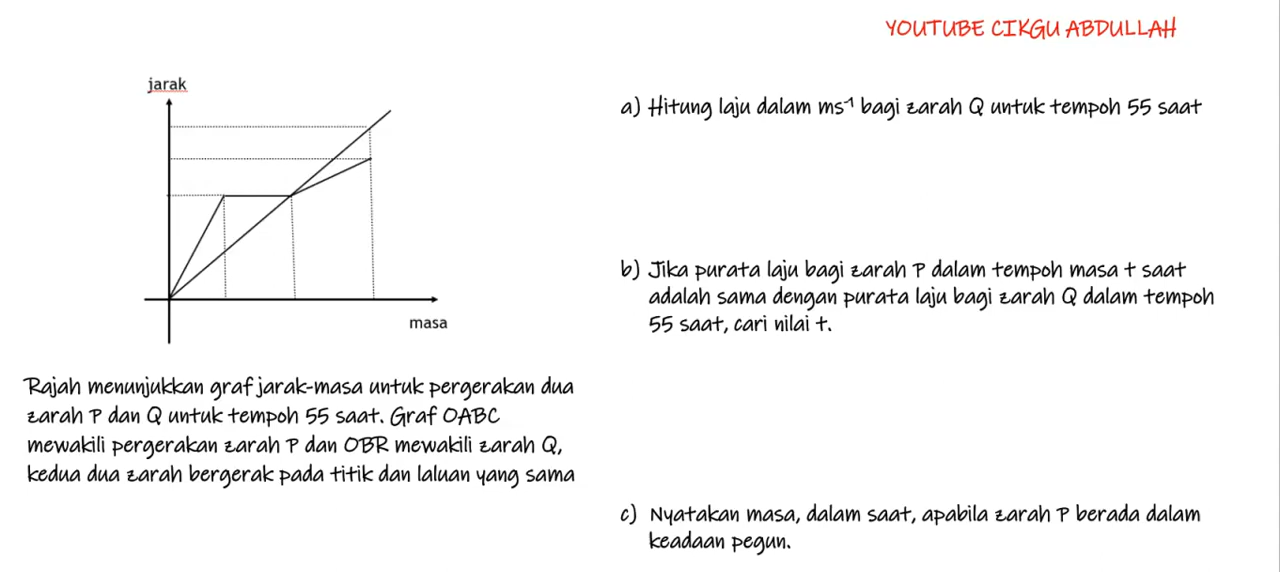 YOUTUBE CIKGU ABDULLAH
jarak
masa
Rajah menunjukkan graf jarak-masa untuk pergerakan dua
zarah P dan Q untuk tempoh 55 saat. Graf OABC
mewakili pergerakan zarah P dan OBR mewakili zarah Q,
kedua dua zarah bergerak pada titik dan laluan yang sama
a) Hitung laju dalam ms⁻¹ bagi zarah Q untuk tempoh 55 saat
b) Jika purata laju bagi zarah P dalam tempoh masa t saat
adalah sama dengan purata laju bagi zarah Q dalam tempoh
55 saat, cari nilai t.
c) Nyatakan masa, dalam saat, apabila zarah P berada dalam
keadaan pegun.